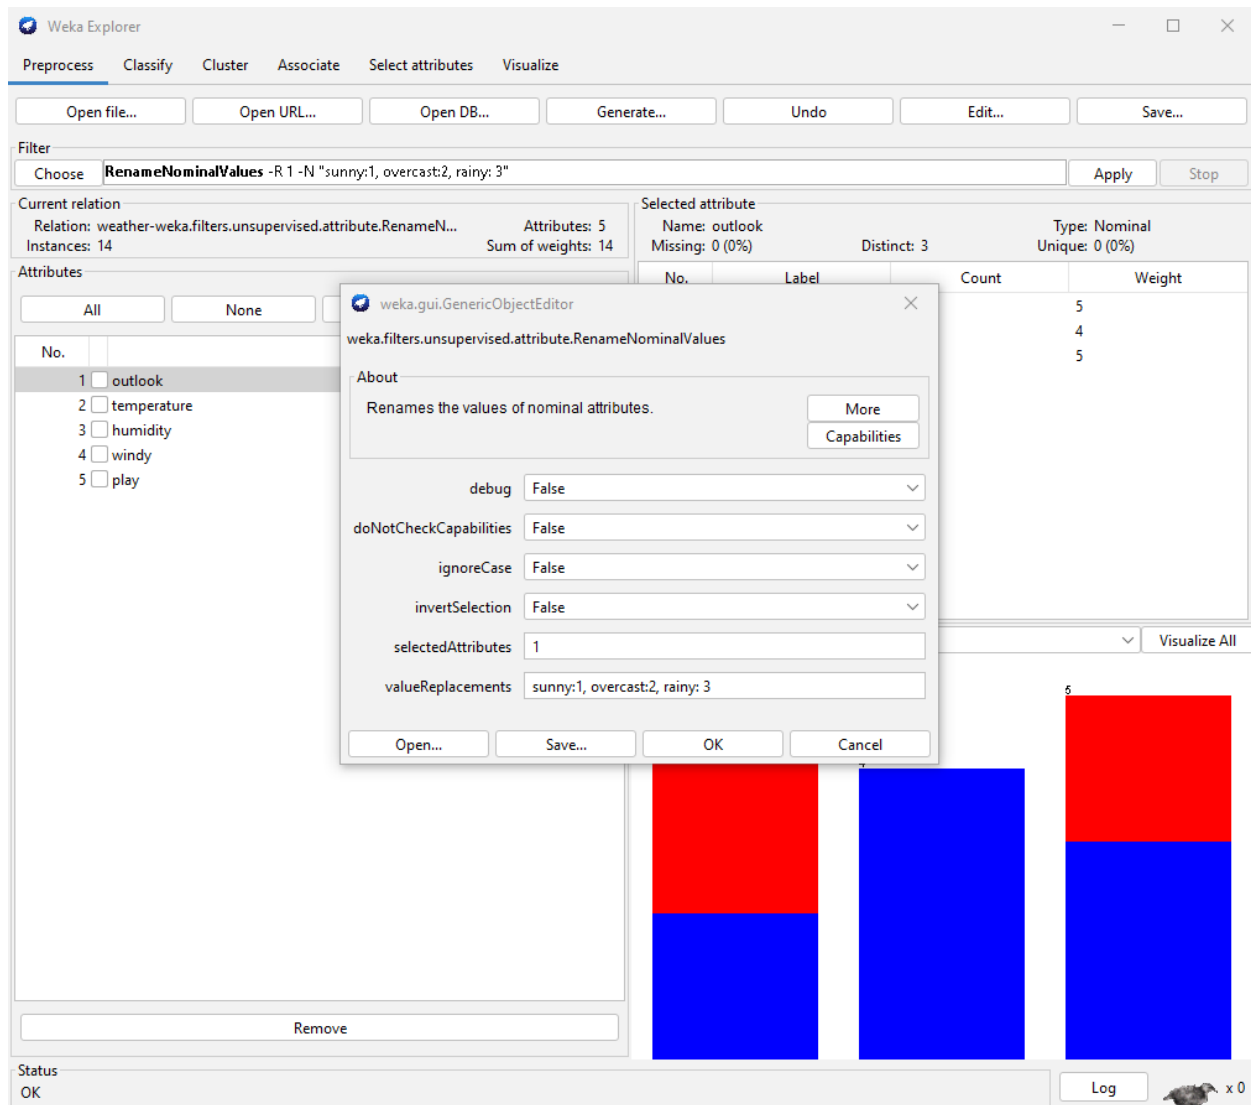 Weka Explorer
Preprocess Classify Cluster Associate Select attributes Visualize
Open file... Open URL... Open DB... Generate... Undo Edit... Save...
Filter
Choose RenameNominalValues -R 1 -N "sunny:1, overcast:2, rainy: 3" Apply Stop
Current relation
Relation: weather-weka.filters.unsupervised.attribute.RenameN... Attributes: 5
Instances: 14 Sum of weights: 14
Selected attribute
Name: outlook Type: Nominal
Missing: 0 (0%) Distinct: 3 Unique: 0 (0%)
Attributes
All None
No.
1 outlook
2 temperature
3 humidity
4 windy
5 play
Remove
No. Label Count Weight
5
4
5
weka.gui.GenericObjectEditor
weka.filters.unsupervised.attribute.RenameNominalValues
About
Renames the values of nominal attributes.
More
Capabilities
debug False
doNotCheckCapabilities False
ignoreCase False
invertSelection False
selectedAttributes 1
valueReplacements sunny:1, overcast:2, rainy: 3
Open... Save... OK Cancel
Visualize All
5
Status
OK
Log x 0